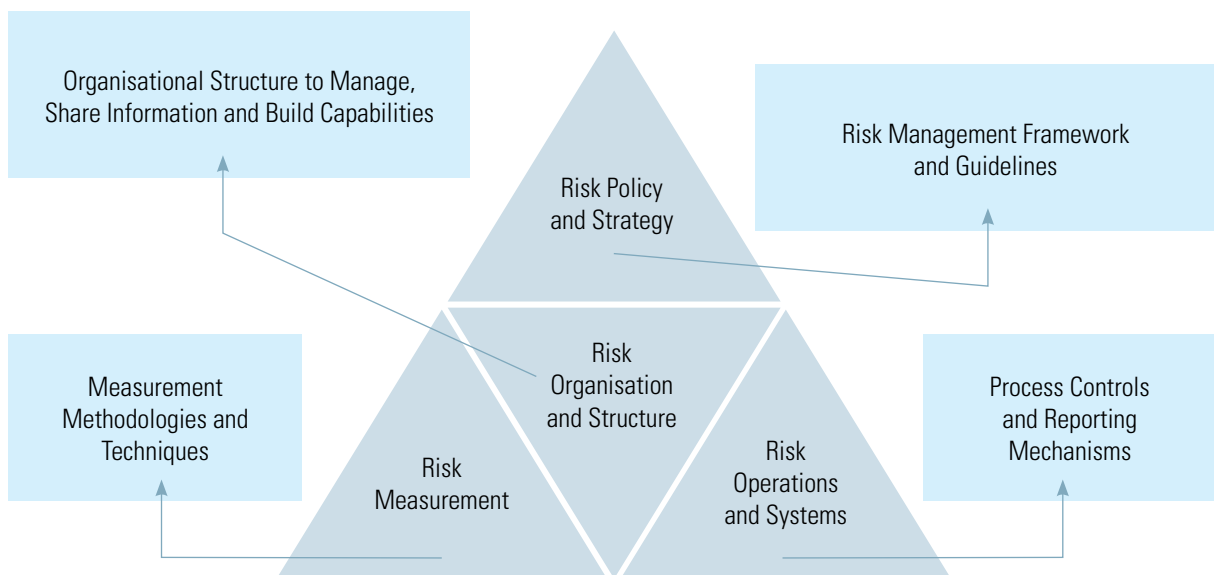 Organisational Structure to Manage,
Share Information and Build Capabilities
Risk Management Framework
and Guidelines
Risk Policy
and Strategy
Risk
Organisation
and Structure
Measurement
Methodologies and
Techniques
Process Controls
and Reporting
Mechanisms
Risk
Measurement
Risk
Operations
and Systems